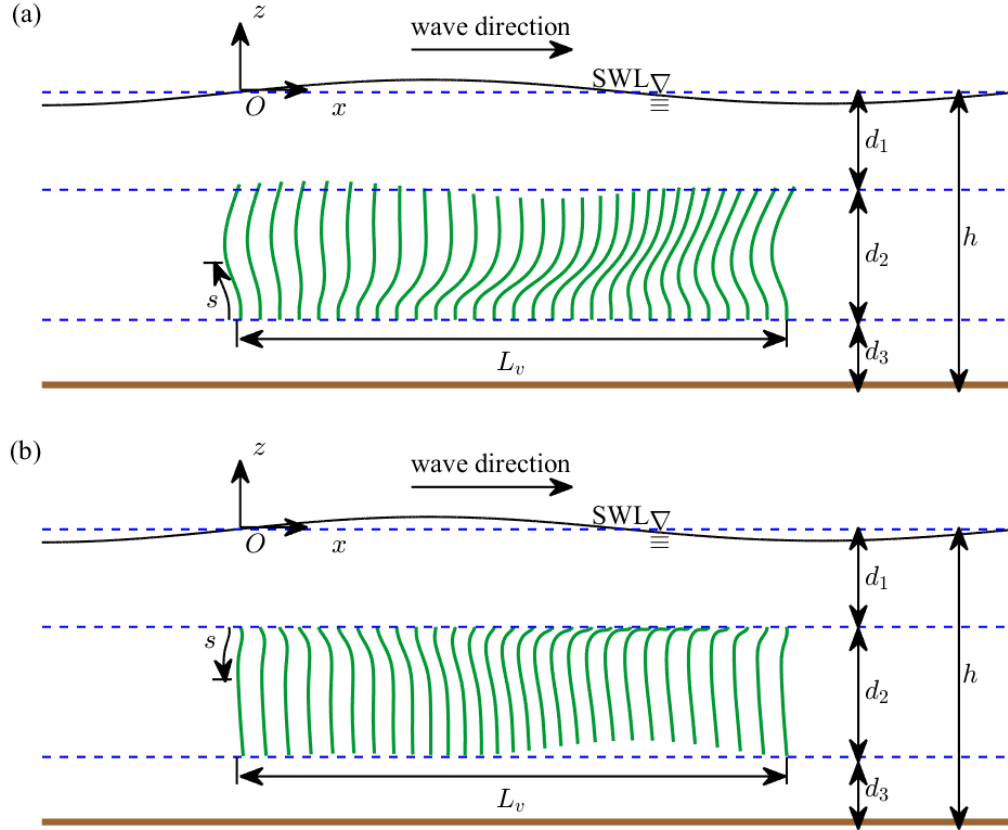 (a)
z
wave direction
SWL
O
x
d₁
d₂
h
s
d₃
Lᵥ
(b)
z
wave direction
SWL
O
x
d₁
s
d₂
h
d₃
Lᵥ